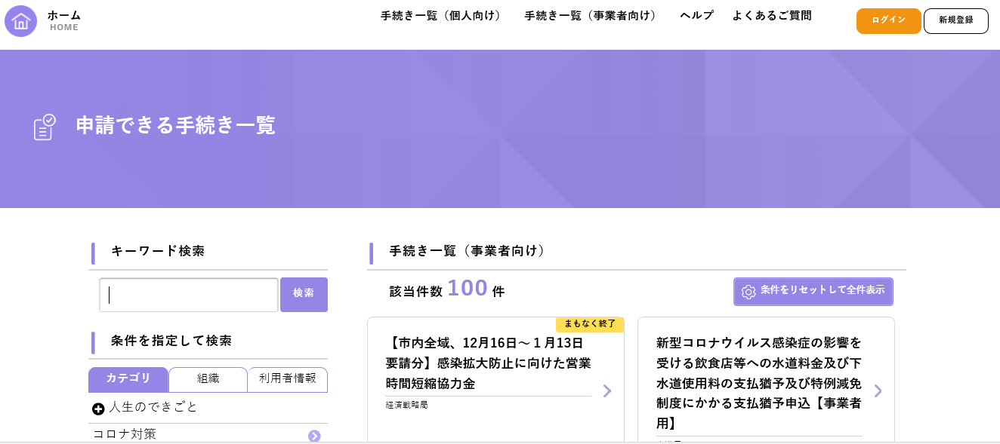 ホーム
HOME
手続き一覧（個人向け）
手続き一覧（事業者向け）
ヘルプ
よくあるご質問
ログイン
新規登録
申請できる手続き一覧
キーワード検索
検索
条件を指定して検索
カテゴリ
組織
利用者情報
人生のできごと
コロナ対策
手続き一覧（事業者向け）
該当件数 100 件
条件をリセットして全件表示
まもなく終了
【市内全域、12月16日～１月13日
要請分】感染拡大防止に向けた営業
時間短縮協力金
経済戦略局
新型コロナウイルス感染症の影響を
受ける飲食店等への水道料金及び下
水道使用料の支払猶予及び特例減免
制度にかかる支払猶予申込【事業者
用】